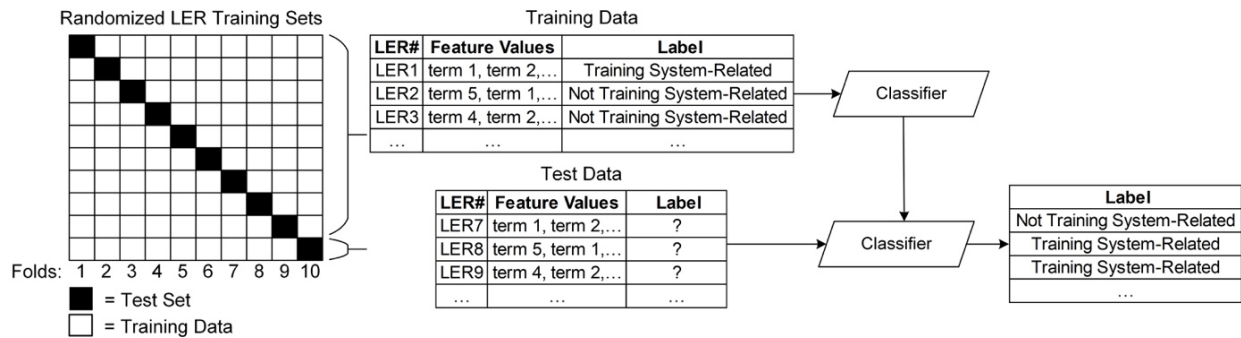 Randomized LER Training Sets
Folds: 1 2 3 4 5 6 7 8 9 10
= Test Set
= Training Data
Training Data
LER# Feature Values Label
LER1 term 1, term 2,... Training System-Related
LER2 term 5, term 1,... Not Training System-Related
LER3 term 4, term 2,... Not Training System-Related
... ... ...
Test Data
LER# Feature Values Label
LER7 term 1, term 2,... ?
LER8 term 5, term 1,... ?
LER9 term 4, term 2,... ?
... ... ...
Classifier
Classifier
Label
Not Training System-Related
Training System-Related
Training System-Related
...